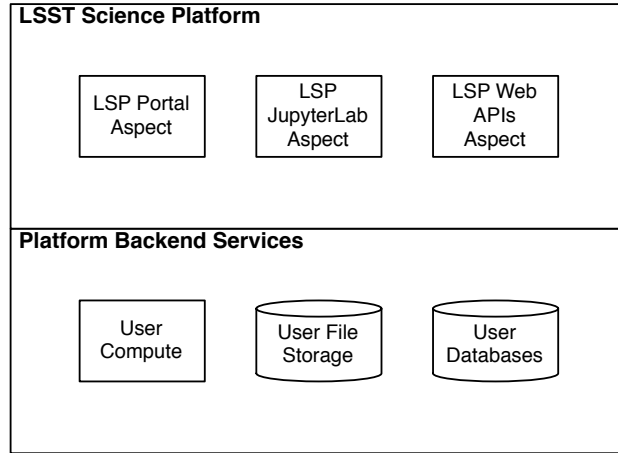 LSST Science Platform
LSP Portal
Aspect
LSP
JupyterLab
Aspect
LSP Web
APIs
Aspect
Platform Backend Services
User
Compute
User File
Storage
User
Databases